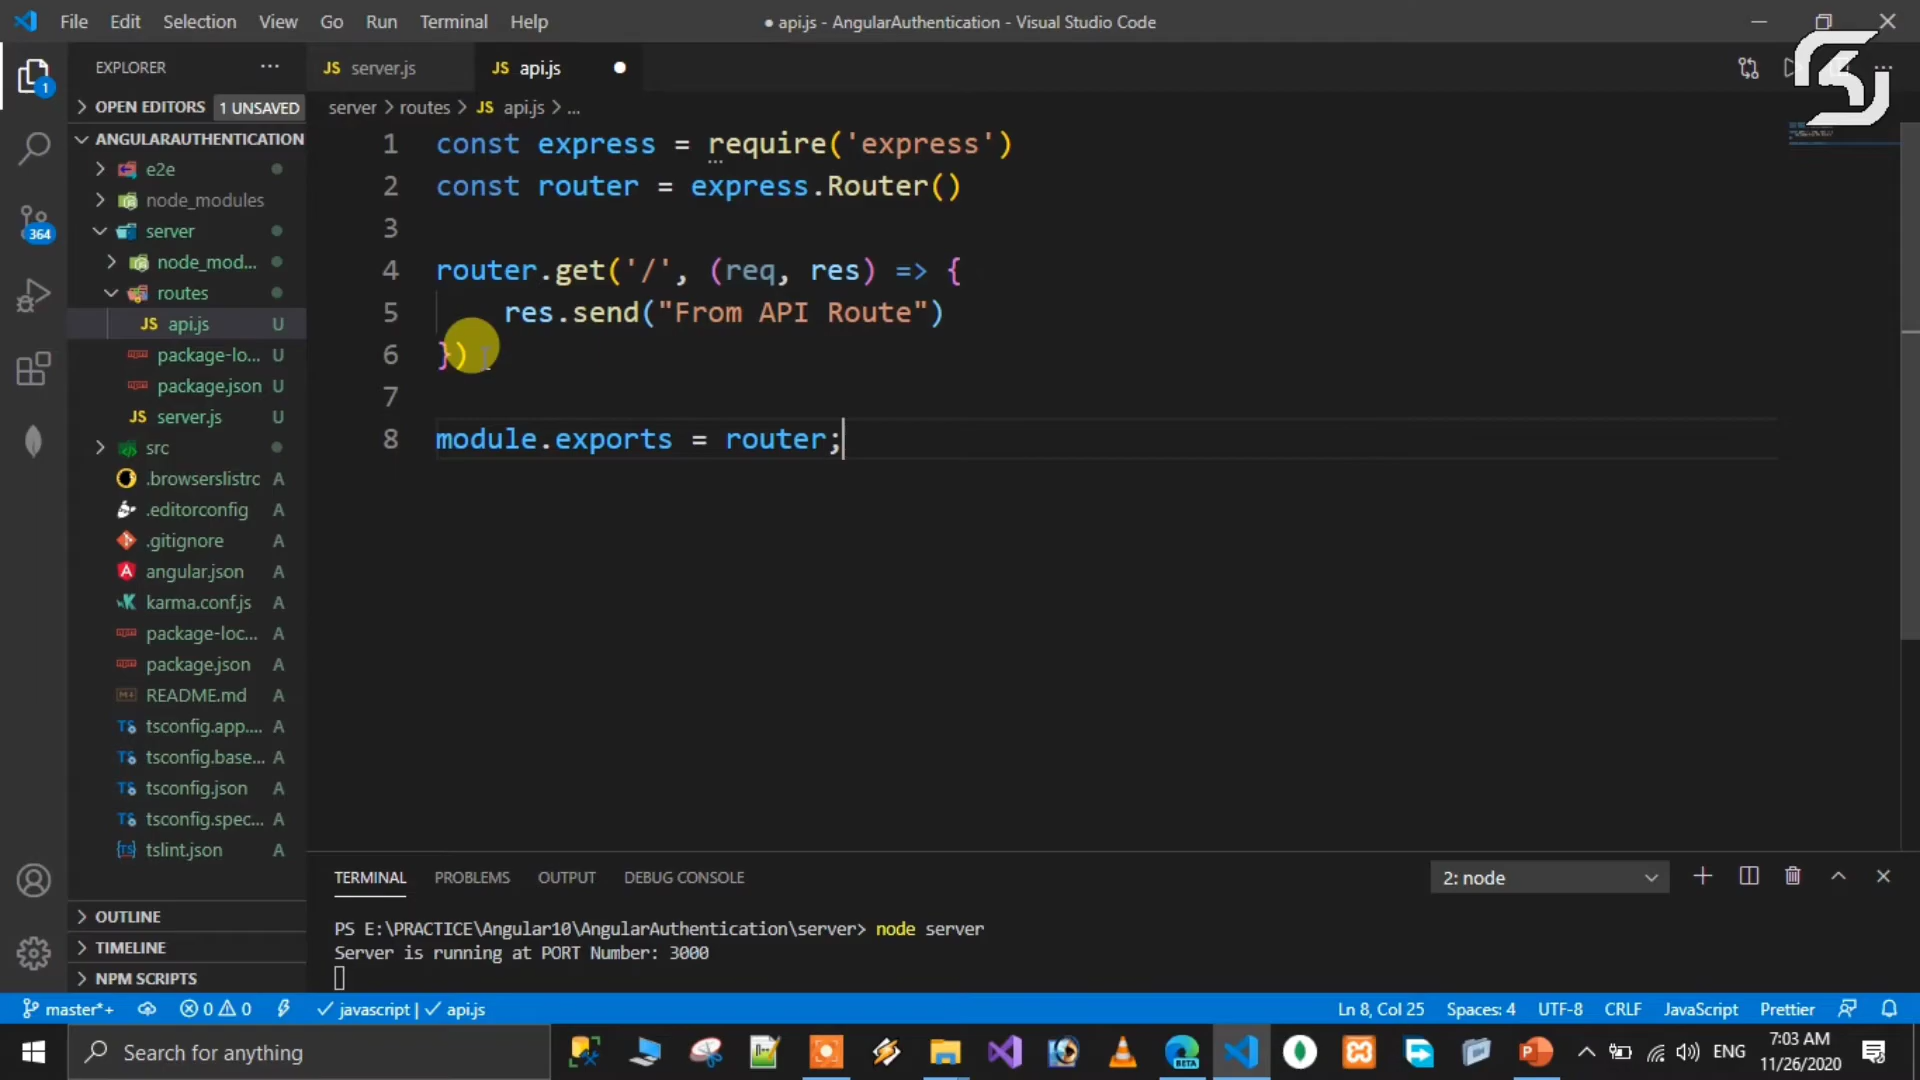 File Edit Selection View Go Run Terminal Help
● api.js - AngularAuthentication - Visual Studio Code
EXPLORER
OPEN EDITORS 1 UNSAVED
ANGULARAUTHENTICATION
e2e
node_modules
server
node_mod...
routes
JS api.js U
package-lo... U
package.json U
JS server.js U
src
.browserslistrc A
.editorconfig A
.gitignore A
angular.json A
karma.conf.js A
package-loc... A
package.json A
README.md A
TS tsconfig.app.... A
TS tsconfig.base... A
TS tsconfig.json A
TS tsconfig.spec... A
tslint.json A
OUTLINE
TIMELINE
NPM SCRIPTS
1
364
JS server.js
JS api.js ●
server > routes > JS api.js > ...
1 const express = require('express')
2 const router = express.Router()
3
4 router.get('/', (req, res) => {
5 res.send("From API Route")
6 });
7
8 module.exports = router;
TERMINAL PROBLEMS OUTPUT DEBUG CONSOLE
2: node
PS E:\PRACTICE\Angular10\AngularAuthentication\server> node server
Server is running at PORT Number: 3000
master*+ 0 0 javascript | api.js
Ln 8, Col 25 Spaces: 4 UTF-8 CRLF JavaScript Prettier
Search for anything
ENG
7:03 AM
11/26/2020